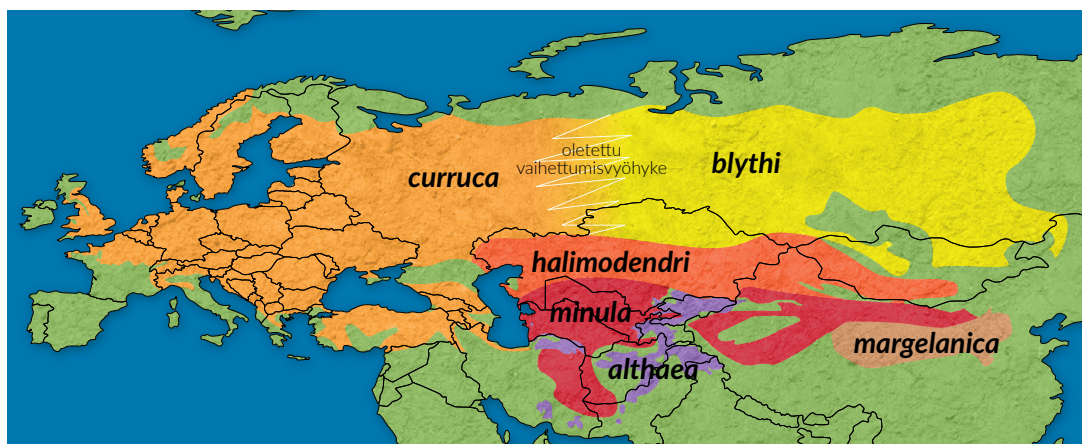 oletettu
vaihettumisvyöhyke
curruca
blythi
halimodendri
minula
margelanica
althaea